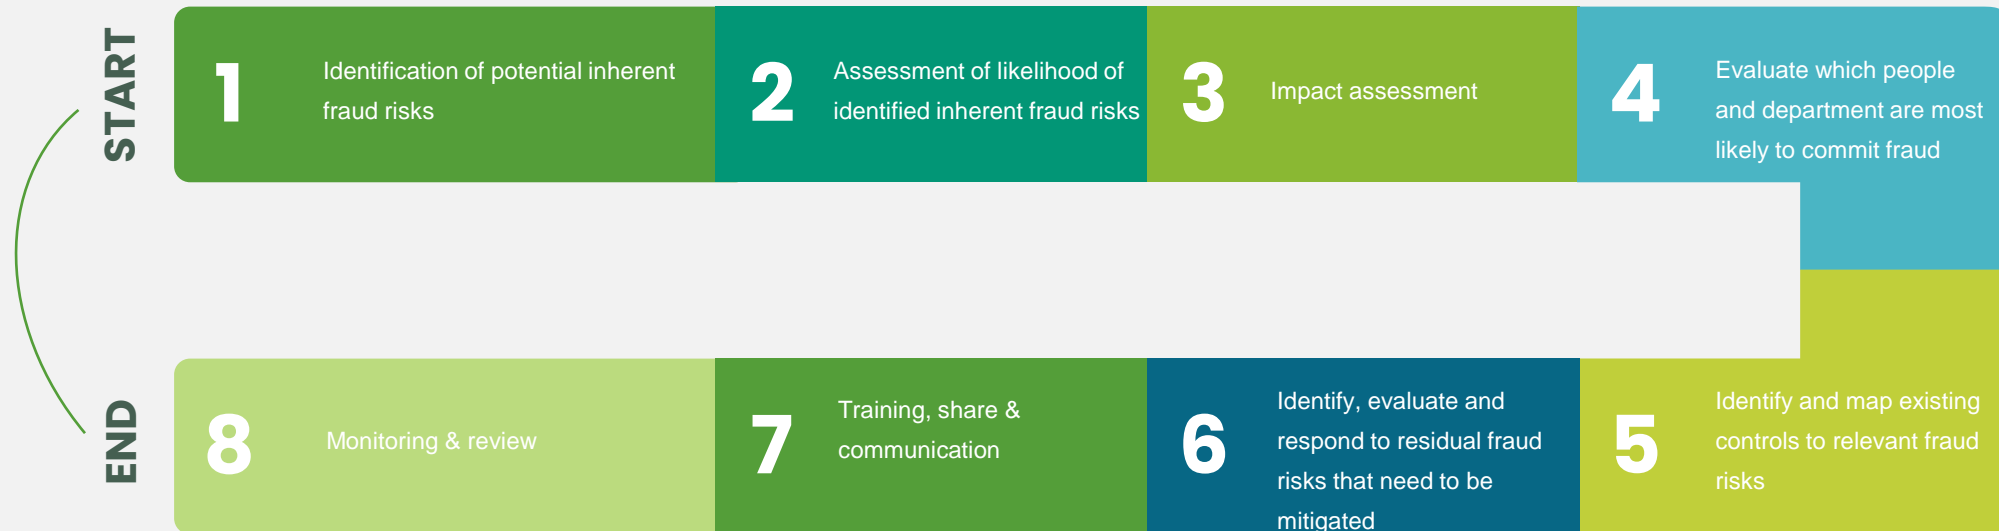 START
1
Identification of potential inherent
fraud risks
2
Assessment of likelihood of
identified inherent fraud risks
3
Impact assessment
4
Evaluate which people
and department are most
likely to commit fraud
5
Identify and map existing
controls to relevant fraud
risks
6
Identify, evaluate and
respond to residual fraud
risks that need to be
mitigated
7
Training, share &
communication
8
Monitoring & review
END